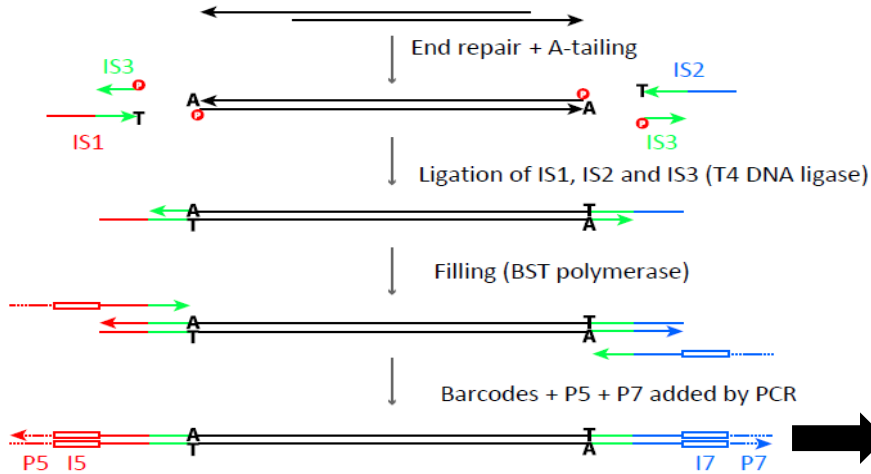 End repair + A-tailing
IS3
P
A
P
T
IS2
IS1
T
P
A
P
IS3
Ligation of IS1, IS2 and IS3 (T4 DNA ligase)
A
T
T
A
Filling (BST polymerase)
A
T
T
A
Barcodes + P5 + P7 added by PCR
A
T
T
A
P5 I5
I7 P7